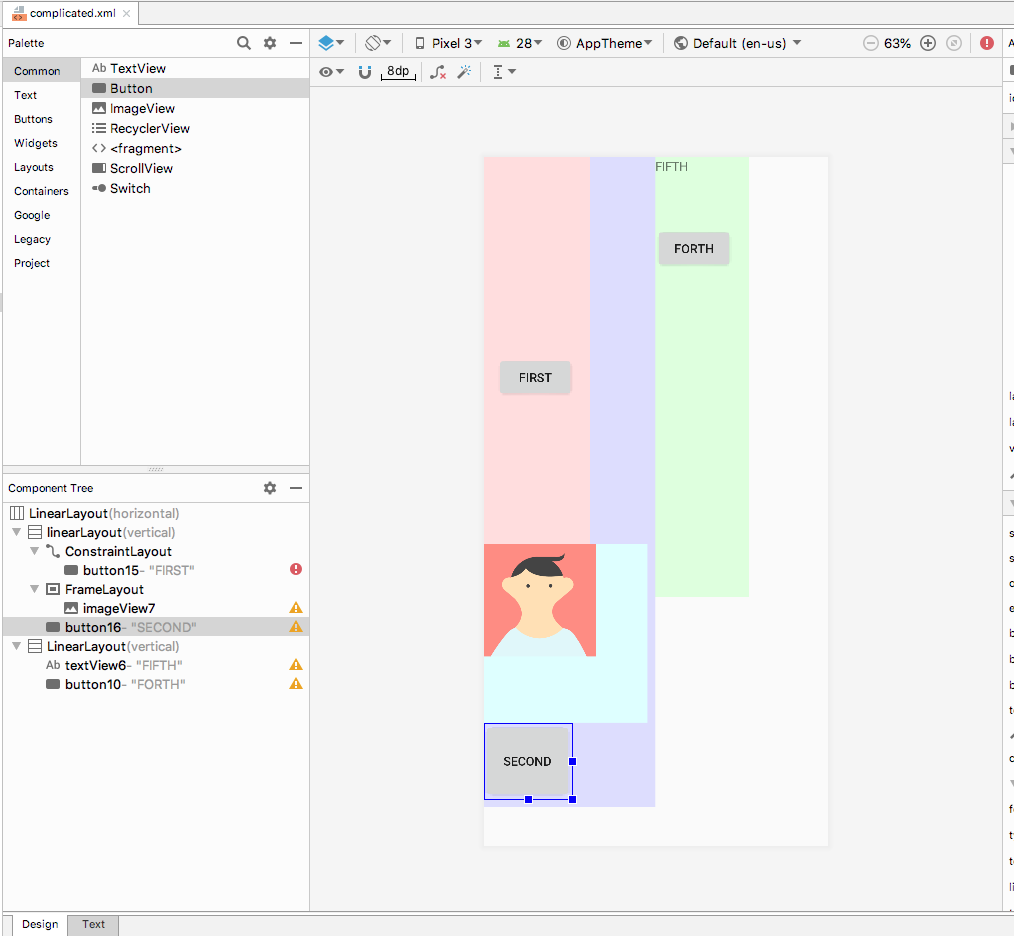 complicated.xml
Palette
Pixel 3
28
AppTheme
Default (en-us)
63%
8dp
Common
Text
Buttons
Widgets
Layouts
Containers
Google
Legacy
Project
Ab TextView
Button
ImageView
RecyclerView
<fragment>
ScrollView
Switch
FIFTH
FORTH
FIRST
SECOND
Component Tree
LinearLayout(horizontal)
linearLayout(vertical)
ConstraintLayout
button15- "FIRST"
FrameLayout
imageView7
button16- "SECOND"
LinearLayout(vertical)
Ab textView6- "FIFTH"
button10- "FORTH"
Design
Text